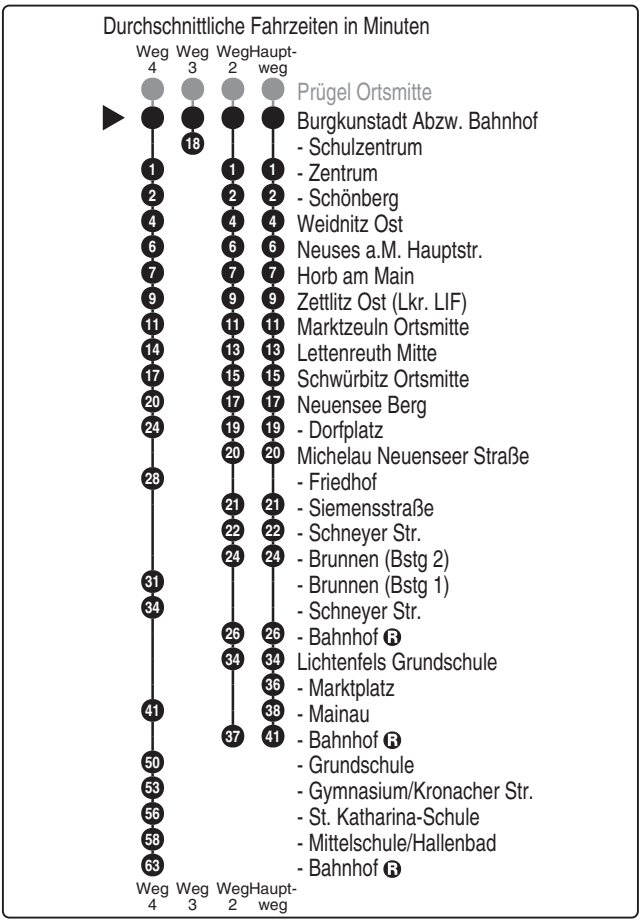 Durchschnittliche Fahrzeiten in Minuten
Weg Weg Weg Haupt-
4 3 2 weg
Prügel Ortsmitte
Burgkunstadt Abzw. Bahnhof
18 - Schulzentrum
1 1 1 - Zentrum
2 2 2 - Schönberg
4 4 4 Weidnitz Ost
6 6 6 Neuses a.M. Hauptstr.
7 7 7 Horb am Main
9 9 9 Zettlitz Ost (Lkr. LIF)
11 11 11 Marktzeuln Ortsmitte
14 13 13 Lettenreuth Mitte
17 15 15 Schwürbitz Ortsmitte
20 17 17 Neuensee Berg
24 19 19 - Dorfplatz
20 20 Michelau Neuenseer Straße
28 - Friedhof
21 21 - Siemensstraße
22 22 - Schneyer Str.
24 24 - Brunnen (Bstg 2)
31 - Brunnen (Bstg 1)
34 - Schneyer Str.
26 26 - Bahnhof R
34 34 Lichtenfels Grundschule
36 - Marktplatz
41 38 - Mainau
37 41 - Bahnhof R
50 - Grundschule
53 - Gymnasium/Kronacher Str.
56 - St. Katharina-Schule
58 - Mittelschule/Hallenbad
63 - Bahnhof R
Weg Weg Weg Haupt-
4 3 2 weg